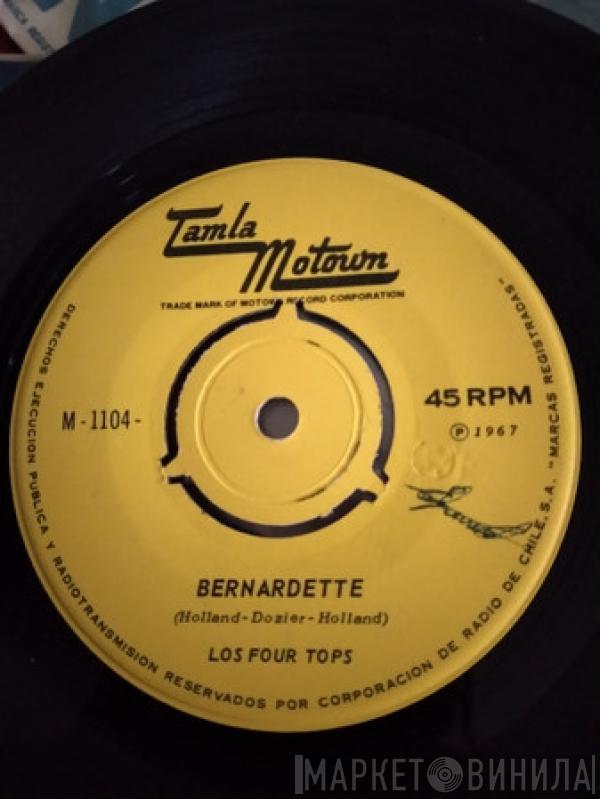 Tamla
Motown
TRADE MARK OF MOTOWN RECORD CORPORATION
M-1104-
45 RPM
℗ 1967
BERNARDETTE
(Holland-Dozier-Holland)
LOS FOUR TOPS
DERECHOS EJECUCION PUBLICA Y RADIOTRANSMISION RESERVADOS POR CORPORACION DE RADIO DE CHILE, S.A. "MARCAS REGISTRADAS"
МАРКЕТ ВИНИЛА